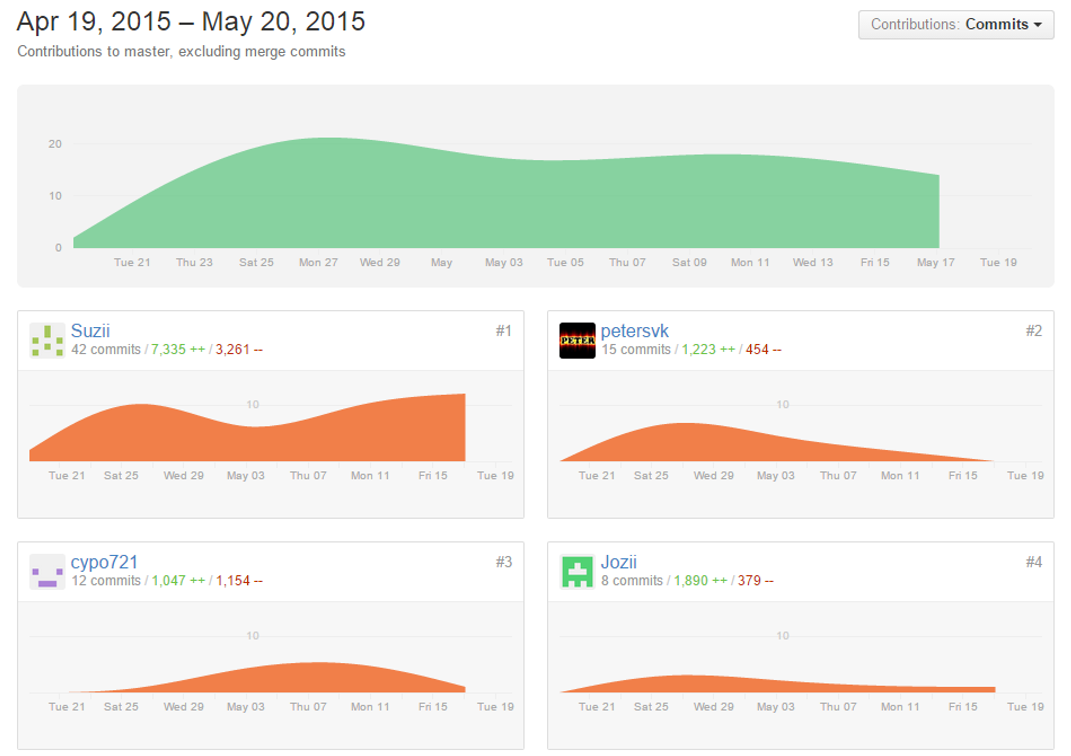 Apr 19, 2015 – May 20, 2015
Contributions: Commits
Contributions to master, excluding merge commits
20
10
0
Tue 21 Thu 23 Sat 25 Mon 27 Wed 29 May May 03 Tue 05 Thu 07 Sat 09 Mon 11 Wed 13 Fri 15 May 17 Tue 19
Suzii #1
42 commits / 7,335 ++ / 3,261 --
10
Tue 21 Sat 25 Wed 29 May 03 Thu 07 Mon 11 Fri 15 Tue 19
PETER
petersvk #2
15 commits / 1,223 ++ / 454 --
10
Tue 21 Sat 25 Wed 29 May 03 Thu 07 Mon 11 Fri 15 Tue 19
cypo721 #3
12 commits / 1,047 ++ / 1,154 --
10
Tue 21 Sat 25 Wed 29 May 03 Thu 07 Mon 11 Fri 15 Tue 19
Jozii #4
8 commits / 1,890 ++ / 379 --
10
Tue 21 Sat 25 Wed 29 May 03 Thu 07 Mon 11 Fri 15 Tue 19